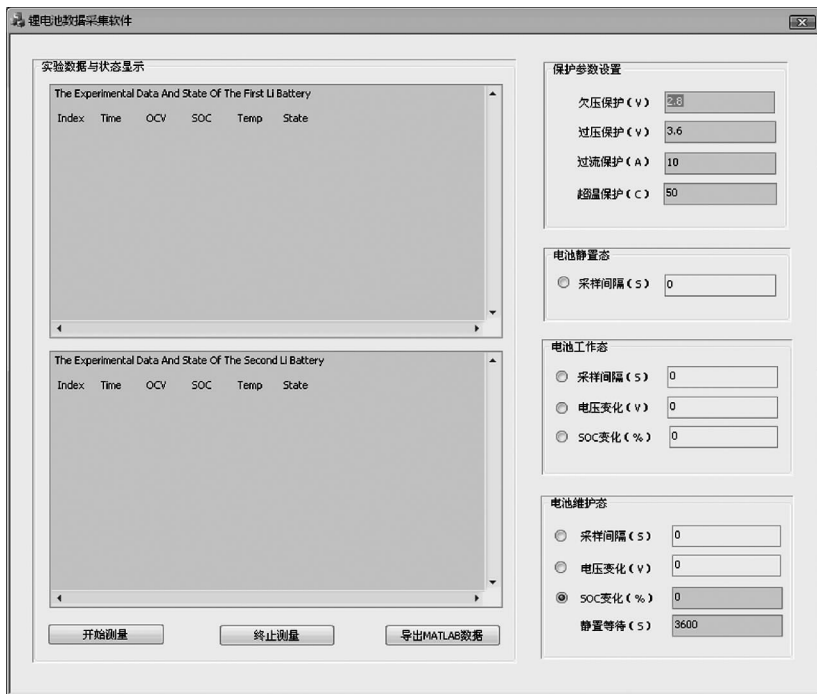 锂电池数据采集软件
实验数据与状态显示
The Experimental Data And State Of The First Li Battery
Index Time OCV SOC Temp State
The Experimental Data And State Of The Second Li Battery
Index Time OCV SOC Temp State
开始测量 终止测量 导出MATLAB数据
保护参数设置
欠压保护(V) 2.8
过压保护(V) 3.6
过流保护(A) 10
超温保护(C) 50
电池静置态
采样间隔(S) 0
电池工作态
采样间隔(S) 0
电压变化(V) 0
SOC变化(%) 0
电池维护态
采样间隔(S) 0
电压变化(V) 0
SOC变化(%) 0
静置等待(S) 3600